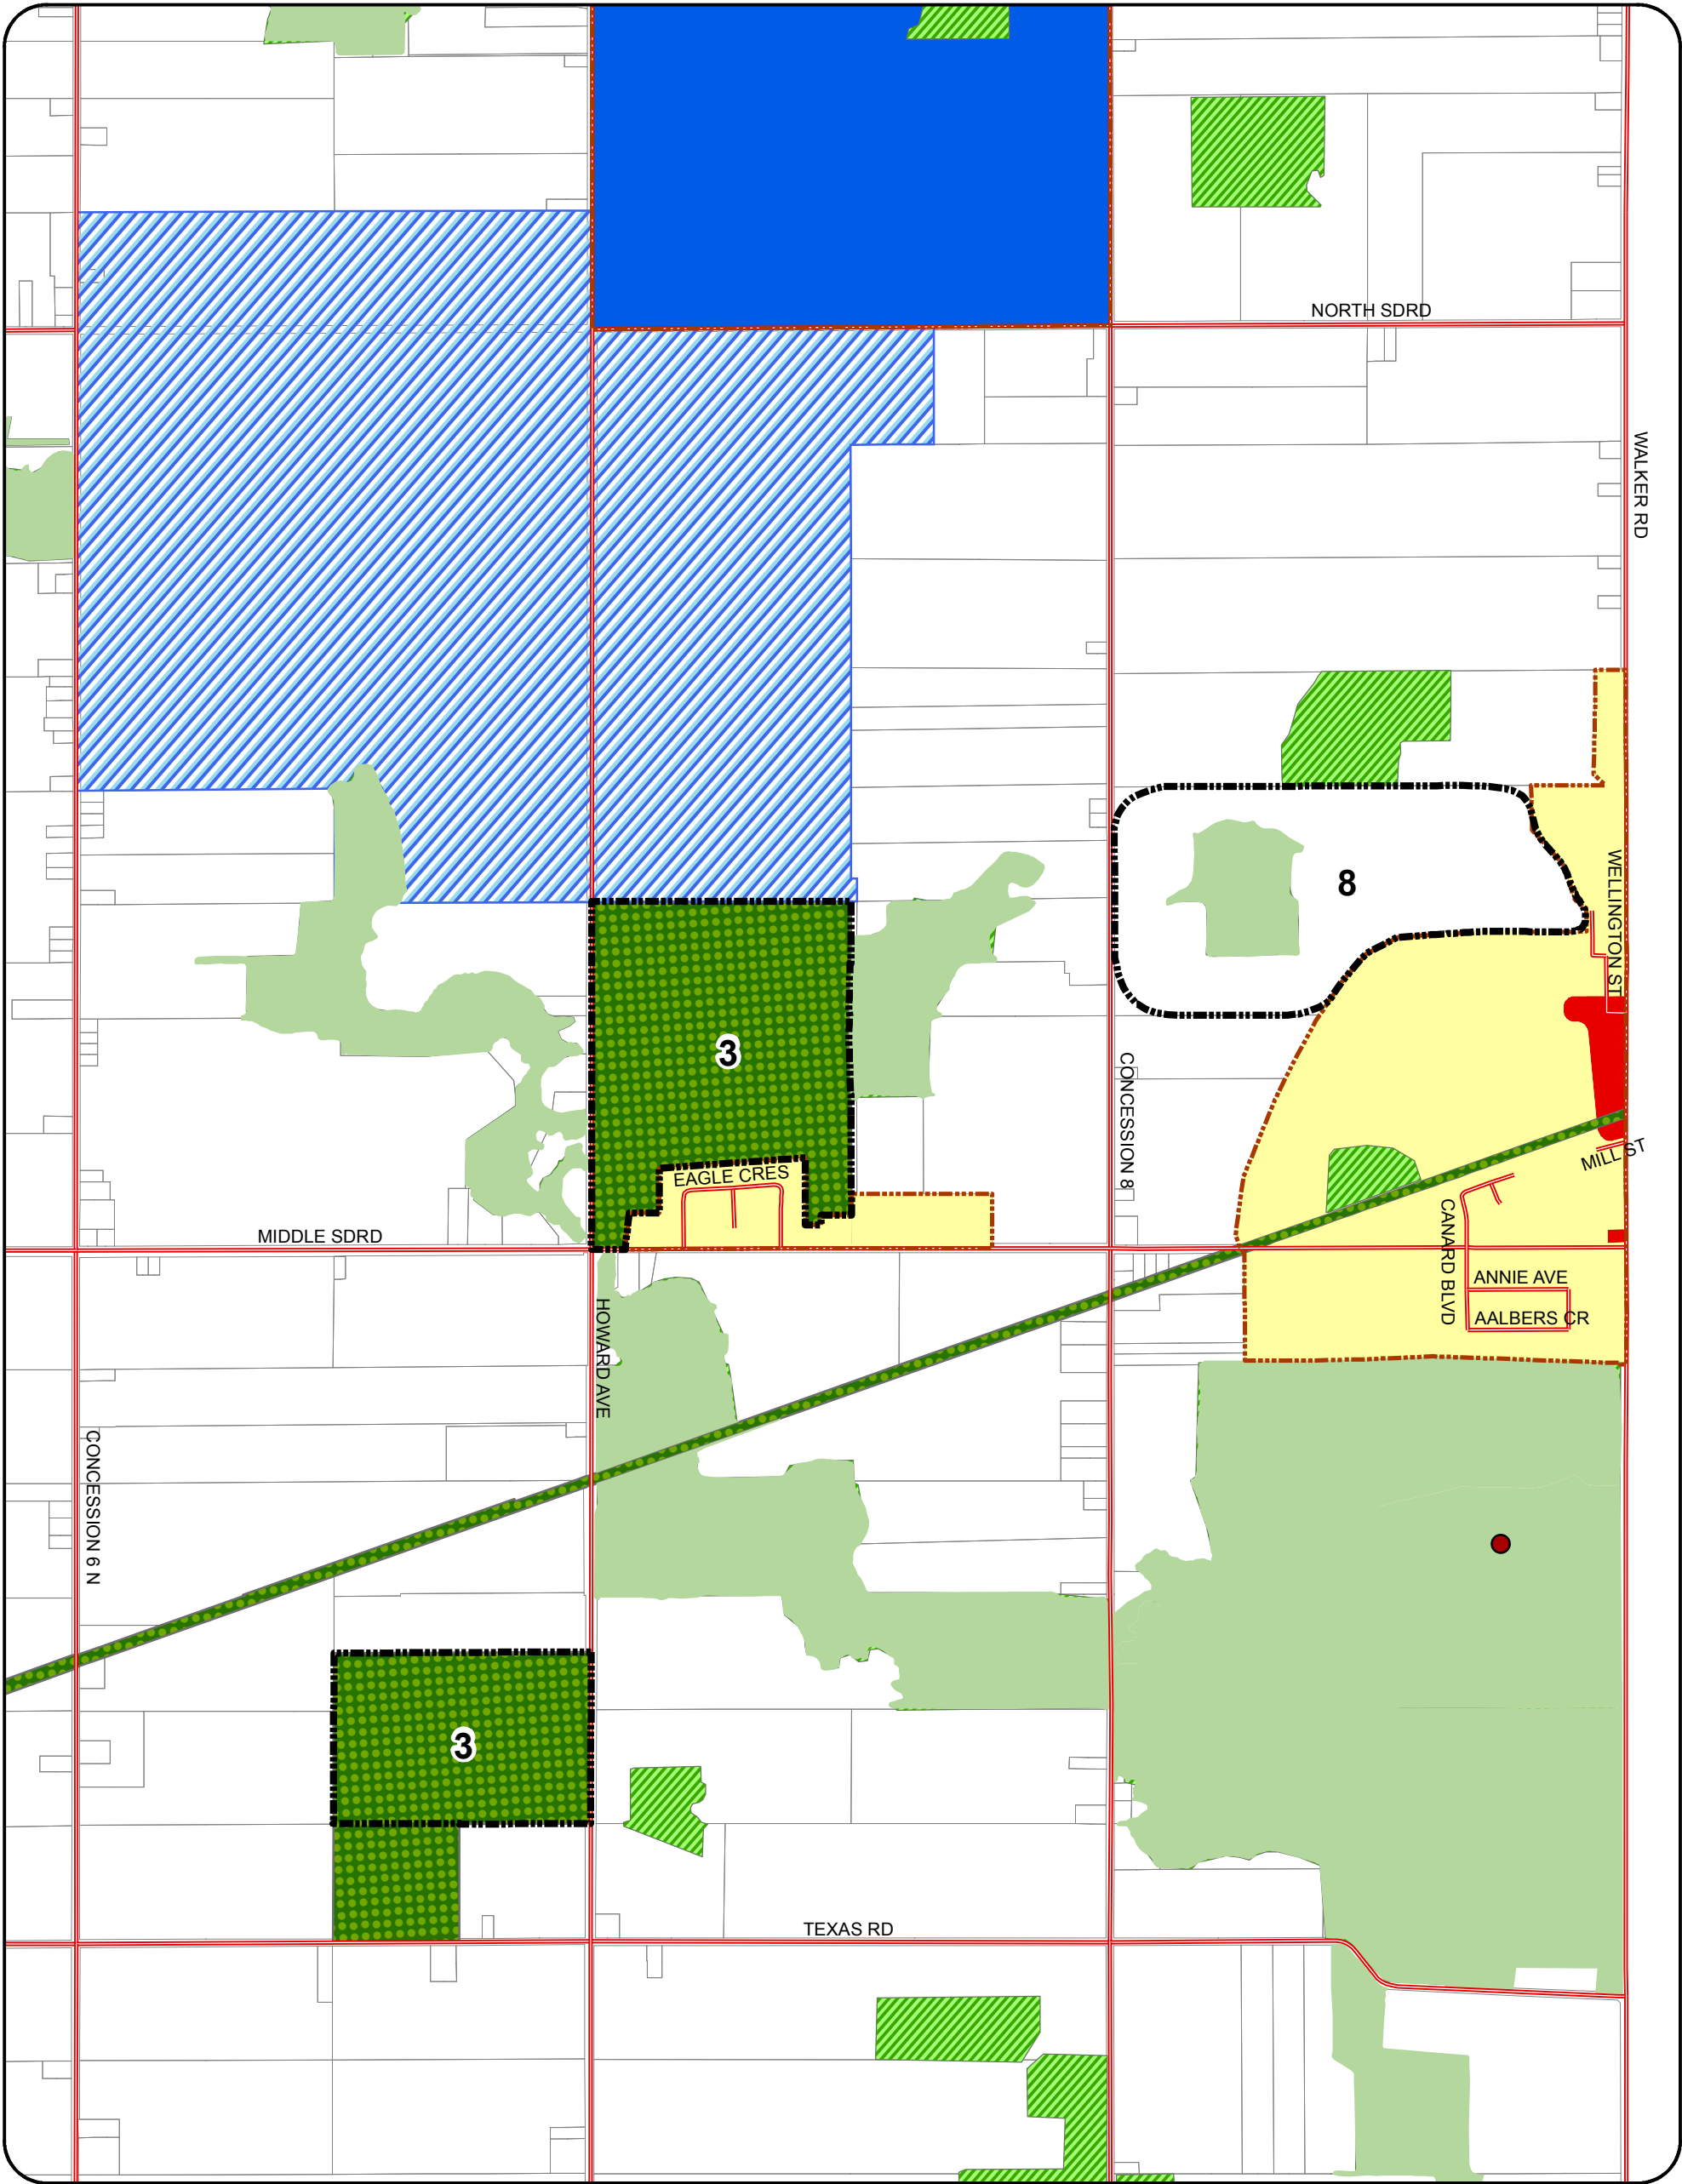 NORTH SDRD
WALKER RD
WELLINGTON ST
8
3
CONCESSION 8
EAGLE CRES
MILL ST
MIDDLE SDRD
CANARD BLVD
ANNIE AVE
AALBERS CR
HOWARD AVE
CONCESSION 6 N
3
TEXAS RD